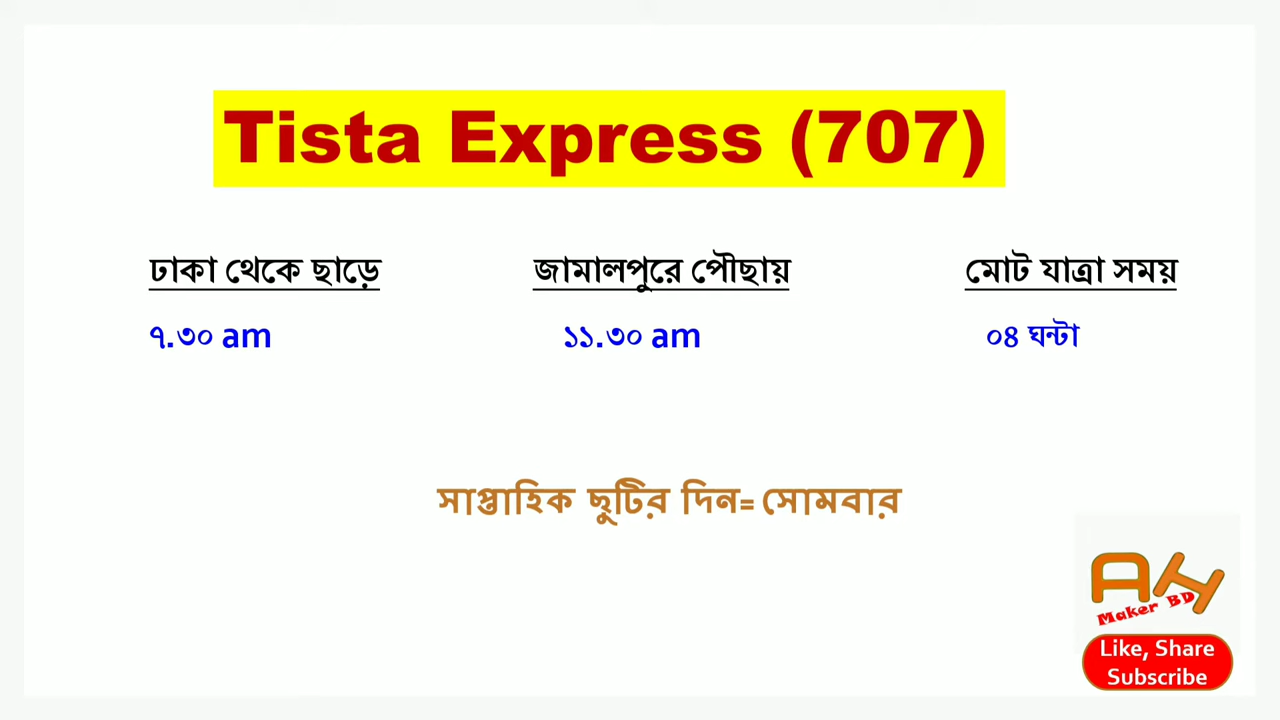 Tista Express (707)
ঢাকা থেকে ছাড়ে জামালপুরে পৌছায় মোট যাত্রা সময়
৭.৩০ am ১১.৩০ am ০৪ ঘন্টা
সাপ্তাহিক ছুটির দিন= সোমবার
AH
Maker BD
Like, Share
Subscribe